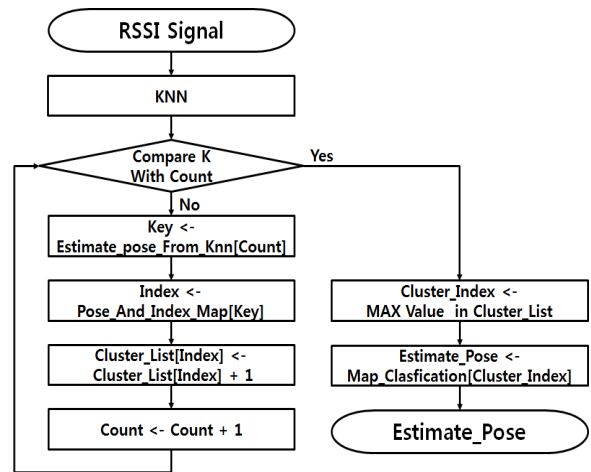 RSSI Signal
KNN
Compare K
With Count
Yes
No
Key <-
Estimate_pose_From_Knn[Count]
Index <-
Pose_And_Index_Map[Key]
Cluster_List[Index] <-
Cluster_List[Index] + 1
Count <- Count + 1
Cluster_Index <-
MAX Value in Cluster_List
Estimate_Pose <-
Map_Clasfication[Cluster_Index]
Estimate_Pose